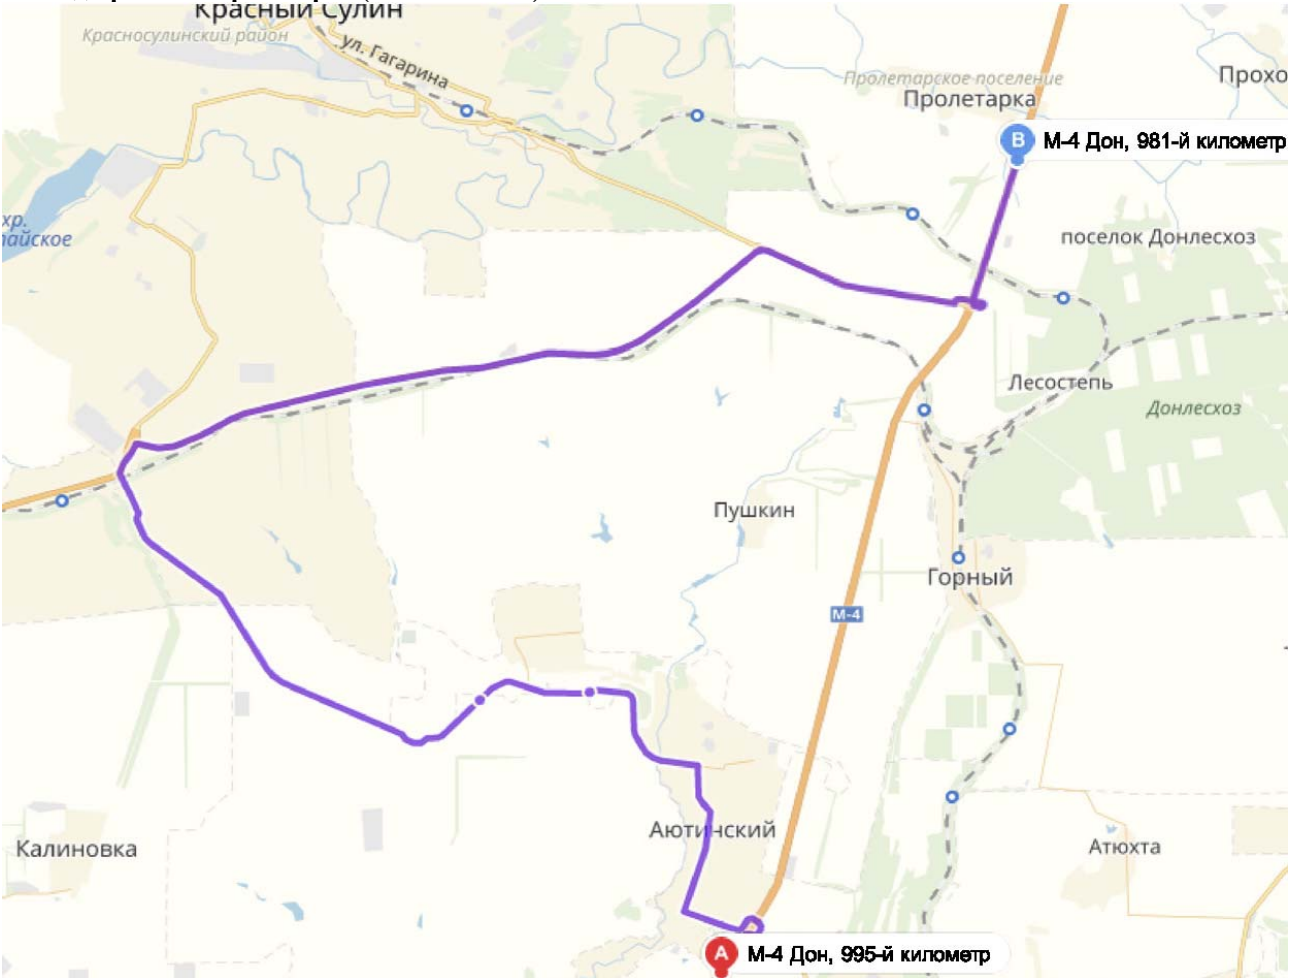 Красный Сулин
Красносулинский район
ул. Гагарина
Пролетарское поселение
Пролетарка
Прохо
B
М-4 Дон, 981-й километр
хр.
айское
поселок Донлесхоз
Лесостепь
Донлесхоз
Пушкин
Горный
М-4
Аютинский
Калиновка
Атюхта
A
М-4 Дон, 995-й километр